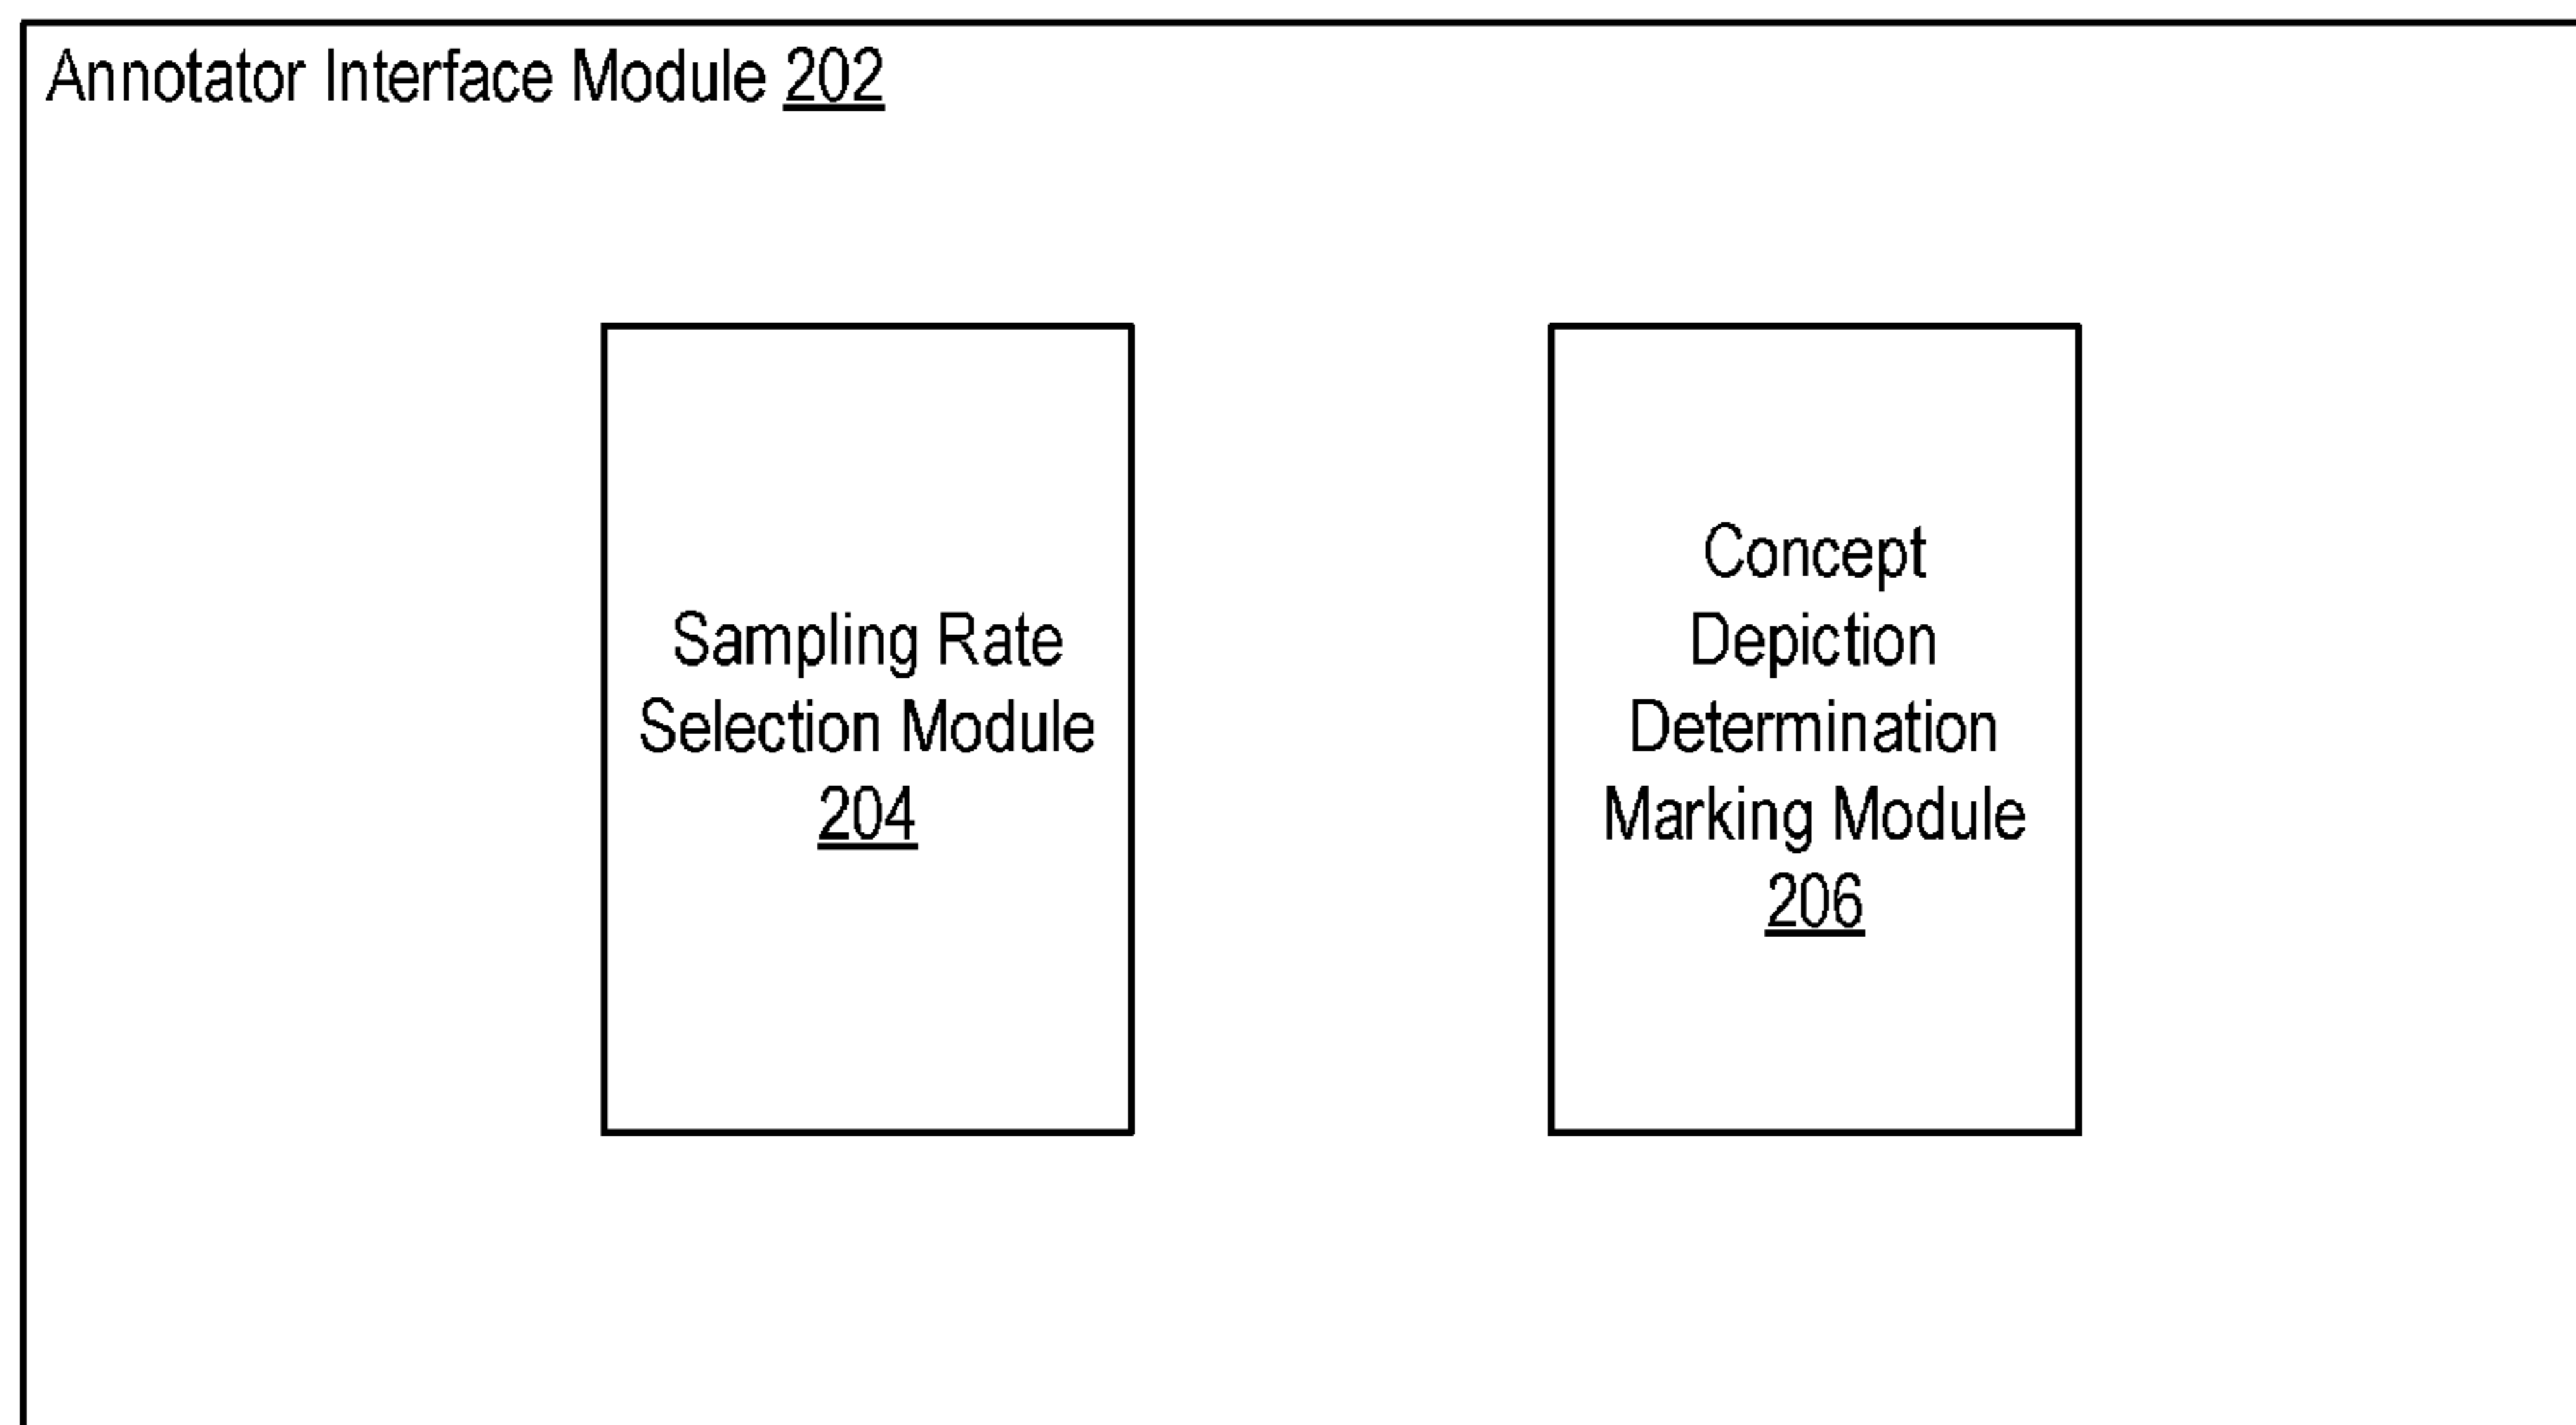 Annotator Interface Module 202
Sampling Rate
Selection Module
204
Concept
Depiction
Determination
Marking Module
206